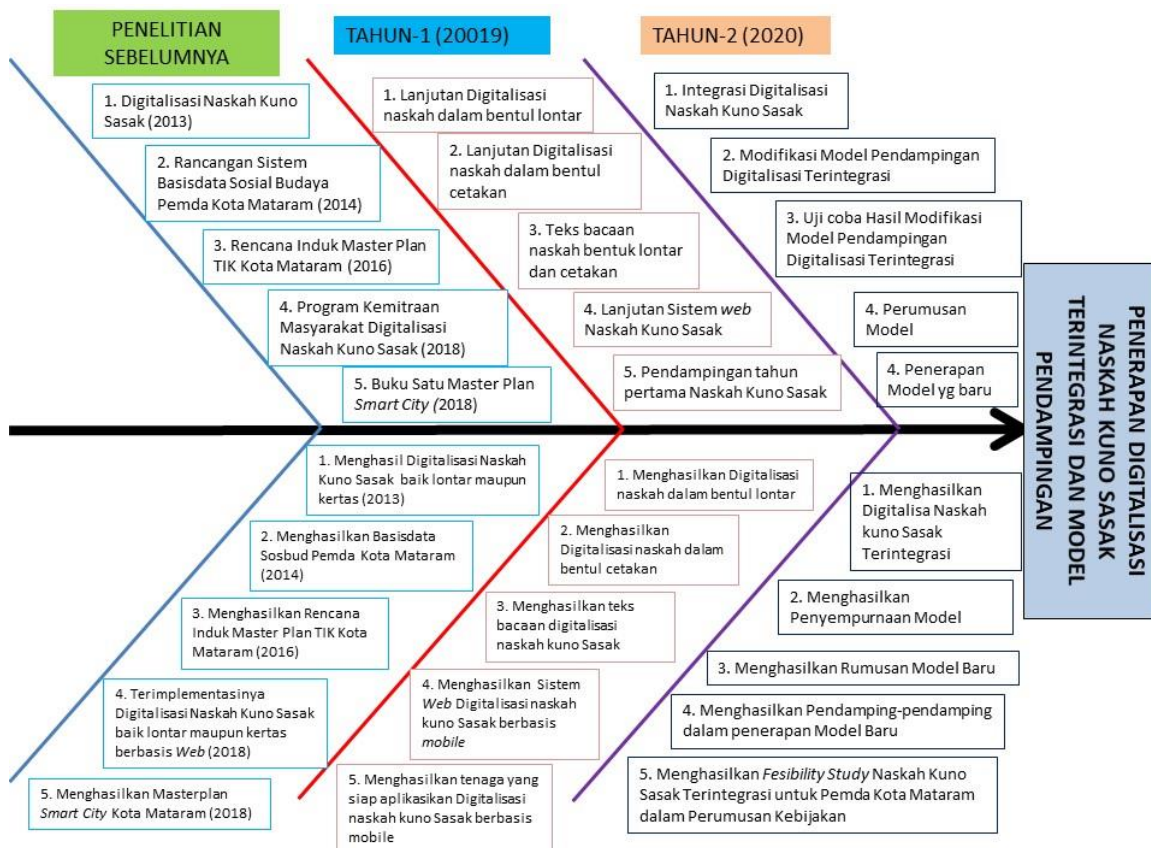 PENELITIAN
SEBELUMNYA
TAHUN-1 (20019)
TAHUN-2 (2020)
1. Digitalisasi Naskah Kuno
Sasak (2013)
2. Rancangan Sistem
Basisdata Sosial Budaya
Pemda Kota Mataram (2014)
3. Rencana Induk Master Plan
TIK Kota Mataram (2016)
4. Program Kemitraan
Masyarakat Digitalisasi
Naskah Kuno Sasak (2018)
5. Buku Satu Master Plan
Smart City (2018)
1. Lanjutan Digitalisasi
naskah dalam bentul lontar
2. Lanjutan Digitalisasi
naskah dalam bentul
cetakan
3. Teks bacaan
naskah bentuk lontar
dan cetakan
4. Lanjutan Sistem web
Naskah Kuno Sasak
5. Pendampingan tahun
pertama Naskah Kuno Sasak
1. Integrasi Digitalisasi
Naskah Kuno Sasak
2. Modifikasi Model Pendampingan
Digitalisasi Terintegrasi
3. Uji coba Hasil Modifikasi
Model Pendampingan
Digitalisasi Terintegrasi
4. Perumusan
Model
4. Penerapan
Model yg baru
1. Menghasil Digitalisasi Naskah
Kuno Sasak baik lontar maupun
kertas (2013)
2. Menghasilkan Basisdata
Sosbud Pemda Kota Mataram
(2014)
3. Menghasilkan Rencana
Induk Master Plan TIK Kota
Mataram (2016)
4. Terimplementasinya
Digitalisasi Naskah Kuno Sasak
baik lontar maupun kertas
berbasis Web (2018)
5. Menghasilkan Masterplan
Smart City Kota Mataram (2018)
1. Menghasilkan Digitalisasi
naskah dalam bentul lontar
2. Menghasilkan
Digitalisasi naskah dalam
bentul cetakan
3. Menghasilkan teks
bacaan digitalisasi
naskah kuno Sasak
4. Menghasilkan Sistem
Web Digitalisasi naskah
kuno Sasak berbasis
mobile
5. Menghasilkan tenaga yang
siap aplikasikan Digitalisasi
naskah kuno Sasak berbasis
mobile
1. Menghasilkan
Digitalisa Naskah
kuno Sasak
Terintegrasi
2. Menghasilkan
Penyempurnaan Model
3. Menghasilkan Rumusan Model Baru
4. Menghasilkan Pendamping-pendamping
dalam penerapan Model Baru
5. Menghasilkan Fesibility Study Naskah Kuno
Sasak Terintegrasi untuk Pemda Kota Mataram
dalam Perumusan Kebijakan
PENERAPAN DIGITALISASI
NASKAH KUNO SASAK
TERINTEGRASI DAN MODEL
PENDAMPINGAN